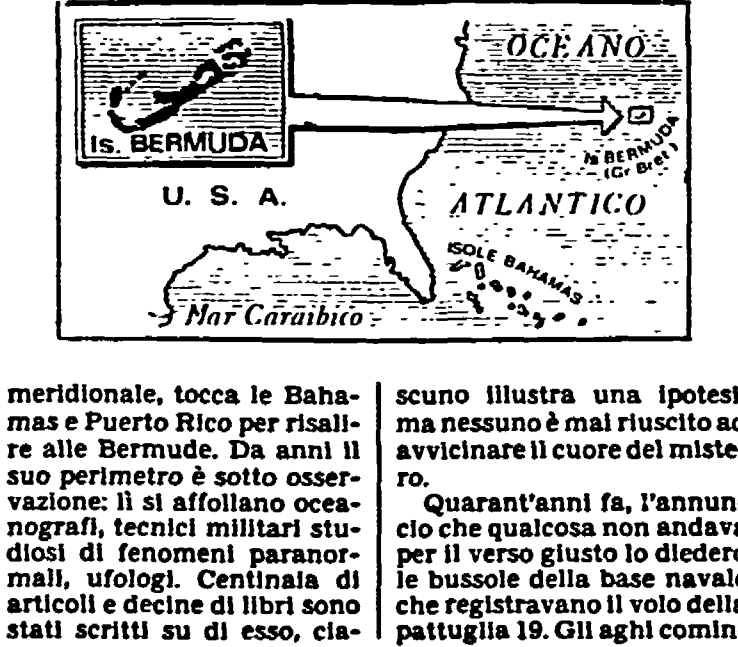 Is. BERMUDA
U. S. A.
OCEANO
Is BERMUDA
(Gr Bret)
ATLANTICO
ISOLE BAHAMAS
Mar Caraibico
meridionale, tocca le Baha-
mas e Puerto Rico per risali-
re alle Bermude. Da anni il
suo perimetro è sotto osser-
vazione: lì si affollano ocea-
nografi, tecnici militari stu-
diosi di fenomeni paranor-
mali, ufologi. Centinaia di
articoli e decine di libri sono
stati scritti su di esso, cia-
scuno illustra una ipotesi
ma nessuno è mai riuscito ad
avvicinare il cuore del miste-
ro.
Quarant'anni fa, l'annun-
cio che qualcosa non andava
per il verso giusto lo diedero
le bussole della base navale
che registravano il volo della
pattuglia 19. Gli aghi comin-